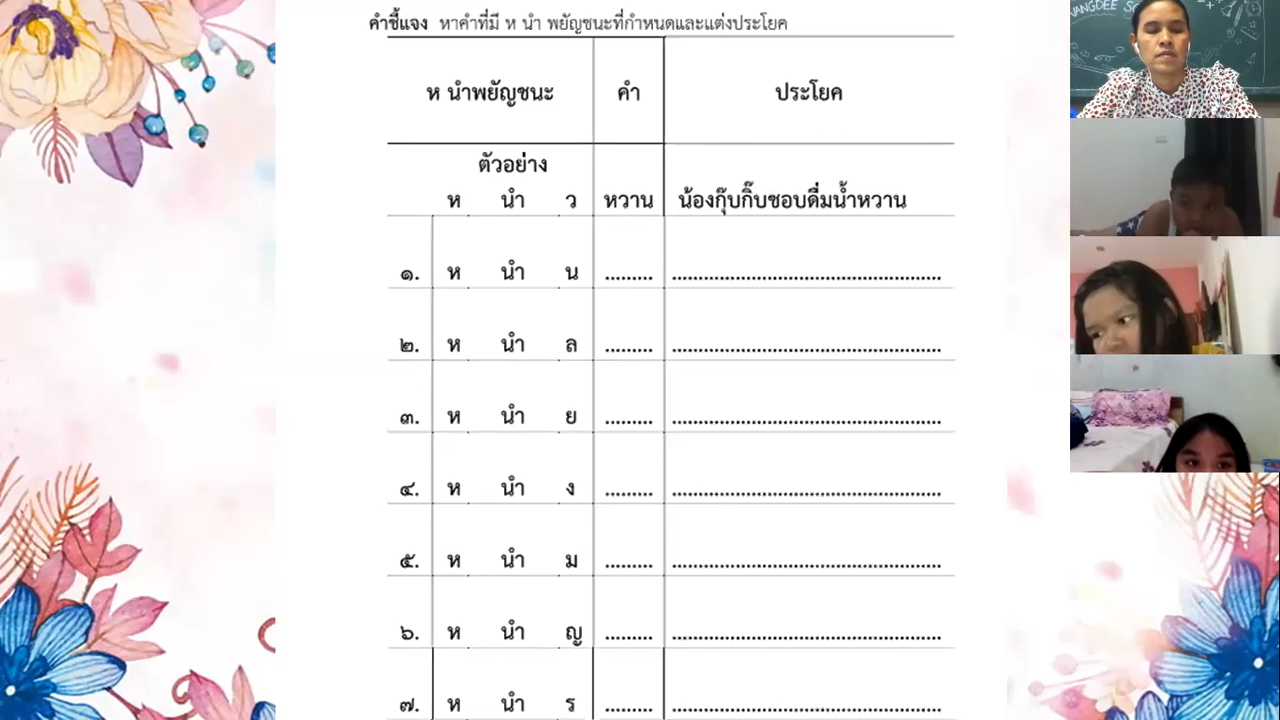 คำชี้แจง หาคำที่มี ห นำ พยัญชนะที่กำหนดและแต่งประโยค
ห นำพยัญชนะ คำ ประโยค
ตัวอย่าง
ห นำ ว หวาน น้องกุ๊บกิ๊บชอบดื่มน้ำหวาน
๑. ห นำ น ......... ...................................................
๒. ห นำ ล ......... ...................................................
๓. ห นำ ย ......... ...................................................
๔. ห นำ ง ......... ...................................................
๕. ห นำ ม ......... ...................................................
๖. ห นำ ญ ......... ...................................................
๗. ห นำ ร ......... ...................................................